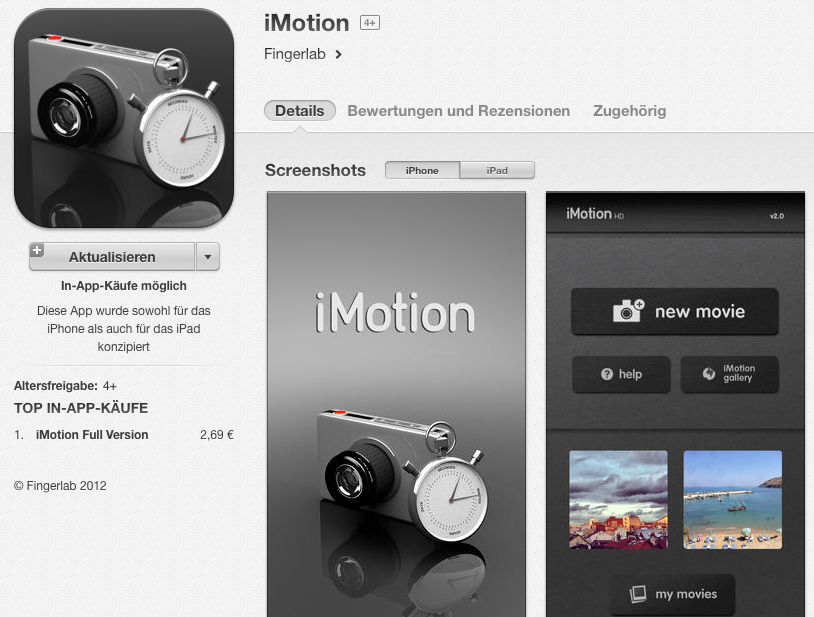 iMotion 4+
Fingerlab
Details Bewertungen und Rezensionen Zugehörig
Screenshots iPhone iPad
Aktualisieren
In-App-Käufe möglich
Diese App wurde sowohl für das
iPhone als auch für das iPad
konzipiert
Altersfreigabe: 4+
TOP IN-APP-KÄUFE
1. iMotion Full Version 2,69 €
© Fingerlab 2012
iMotion
iMotion HD v2.0
new movie
help
iMotion
gallery
my movies